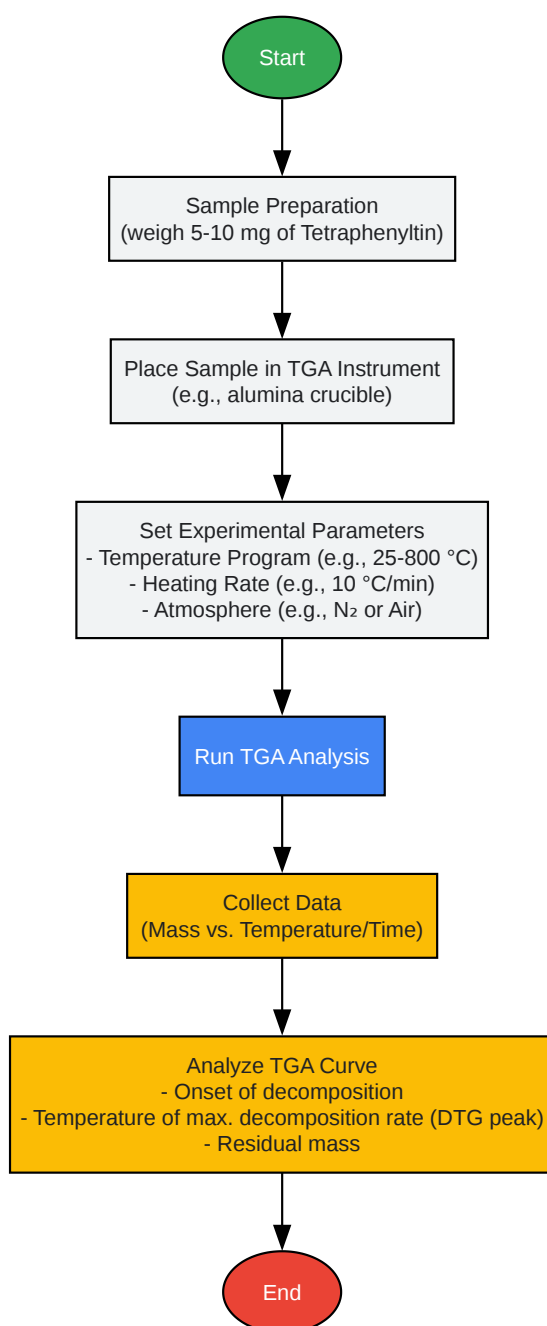 Start
Sample Preparation
(weigh 5-10 mg of Tetraphenyltin)
Place Sample in TGA Instrument
(e.g., alumina crucible)
Set Experimental Parameters
- Temperature Program (e.g., 25-800 °C)
- Heating Rate (e.g., 10 °C/min)
- Atmosphere (e.g., N₂ or Air)
Run TGA Analysis
Collect Data
(Mass vs. Temperature/Time)
Analyze TGA Curve
- Onset of decomposition
- Temperature of max. decomposition rate (DTG peak)
- Residual mass
End